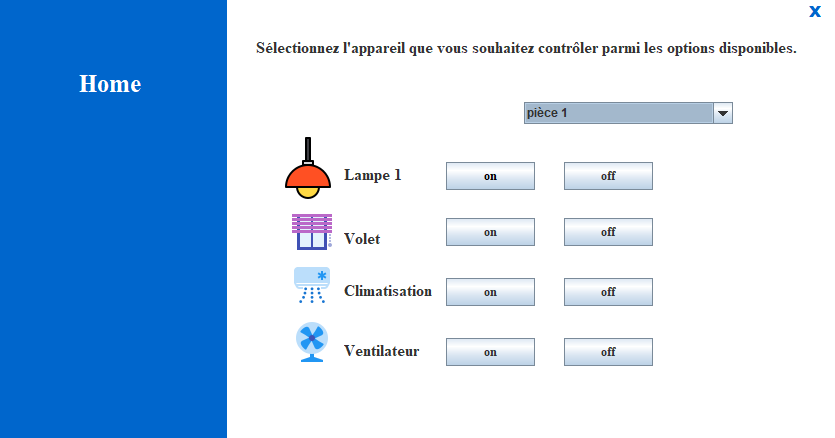 x
Sélectionnez l'appareil que vous souhaitez contrôler parmi les options disponibles.
Home
pièce 1
Lampe 1 on off
Volet on off
Climatisation on off
Ventilateur on off